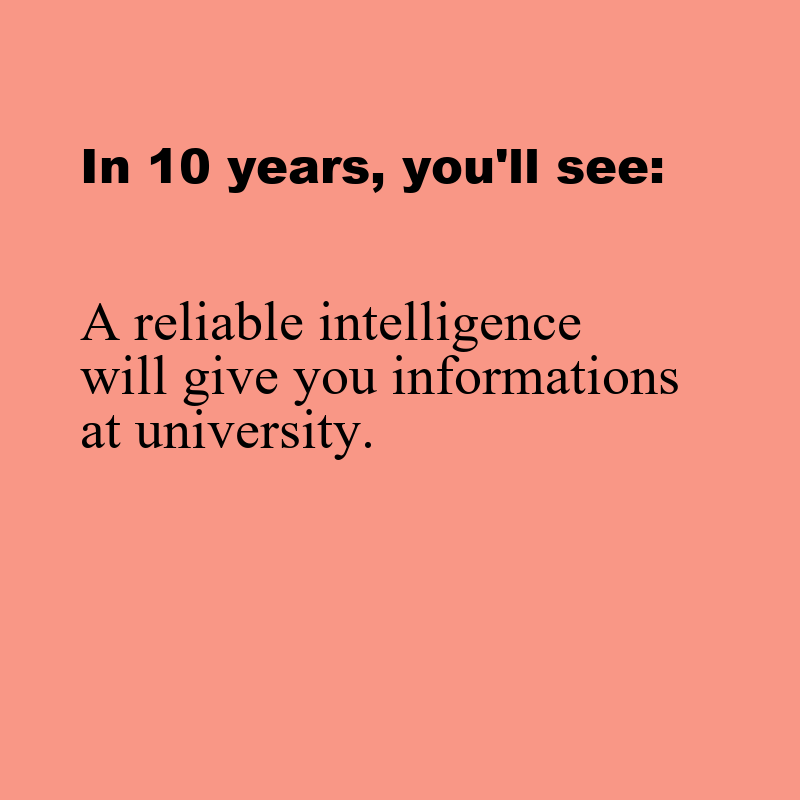 In 10 years, you'll see:
A reliable intelligence
will give you informations
at university.